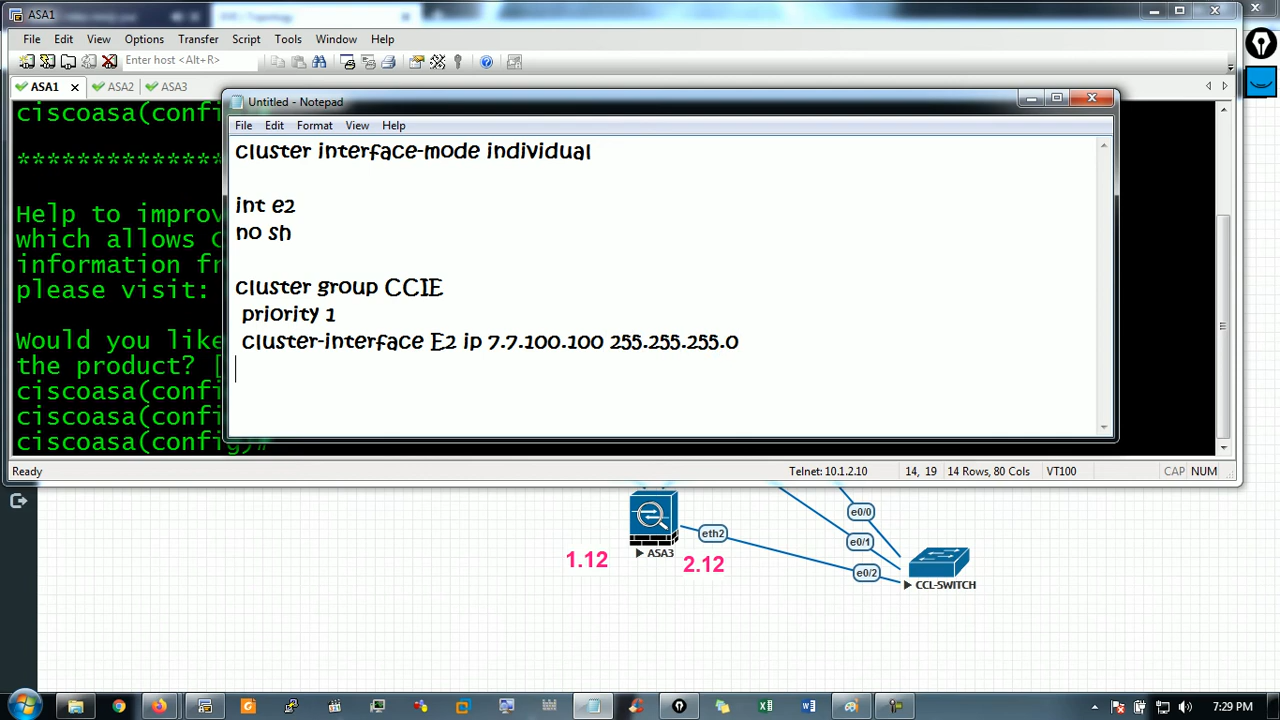 ASA1
File Edit View Options Transfer Script Tools Window Help
Enter host <Alt+R>
ASA1 ASA2 ASA3
ciscoasa(conf
***************
Help to improv
which allows c
information fr
please visit:
Would you like
the product? [
ciscoasa(confi
ciscoasa(confi
ciscoasa(config)#
Untitled - Notepad
File Edit Format View Help
cluster interface-mode individual
int e2
no sh
cluster group CCIE
priority 1
cluster-interface E2 ip 7.7.100.100 255.255.255.0
Ready Telnet: 10.1.2.10 14, 19 14 Rows, 80 Cols VT100 CAP NUM
e0/0
eth2
e0/1
1.12 ASA3 2.12
e0/2
CCL-SWITCH
7:29 PM